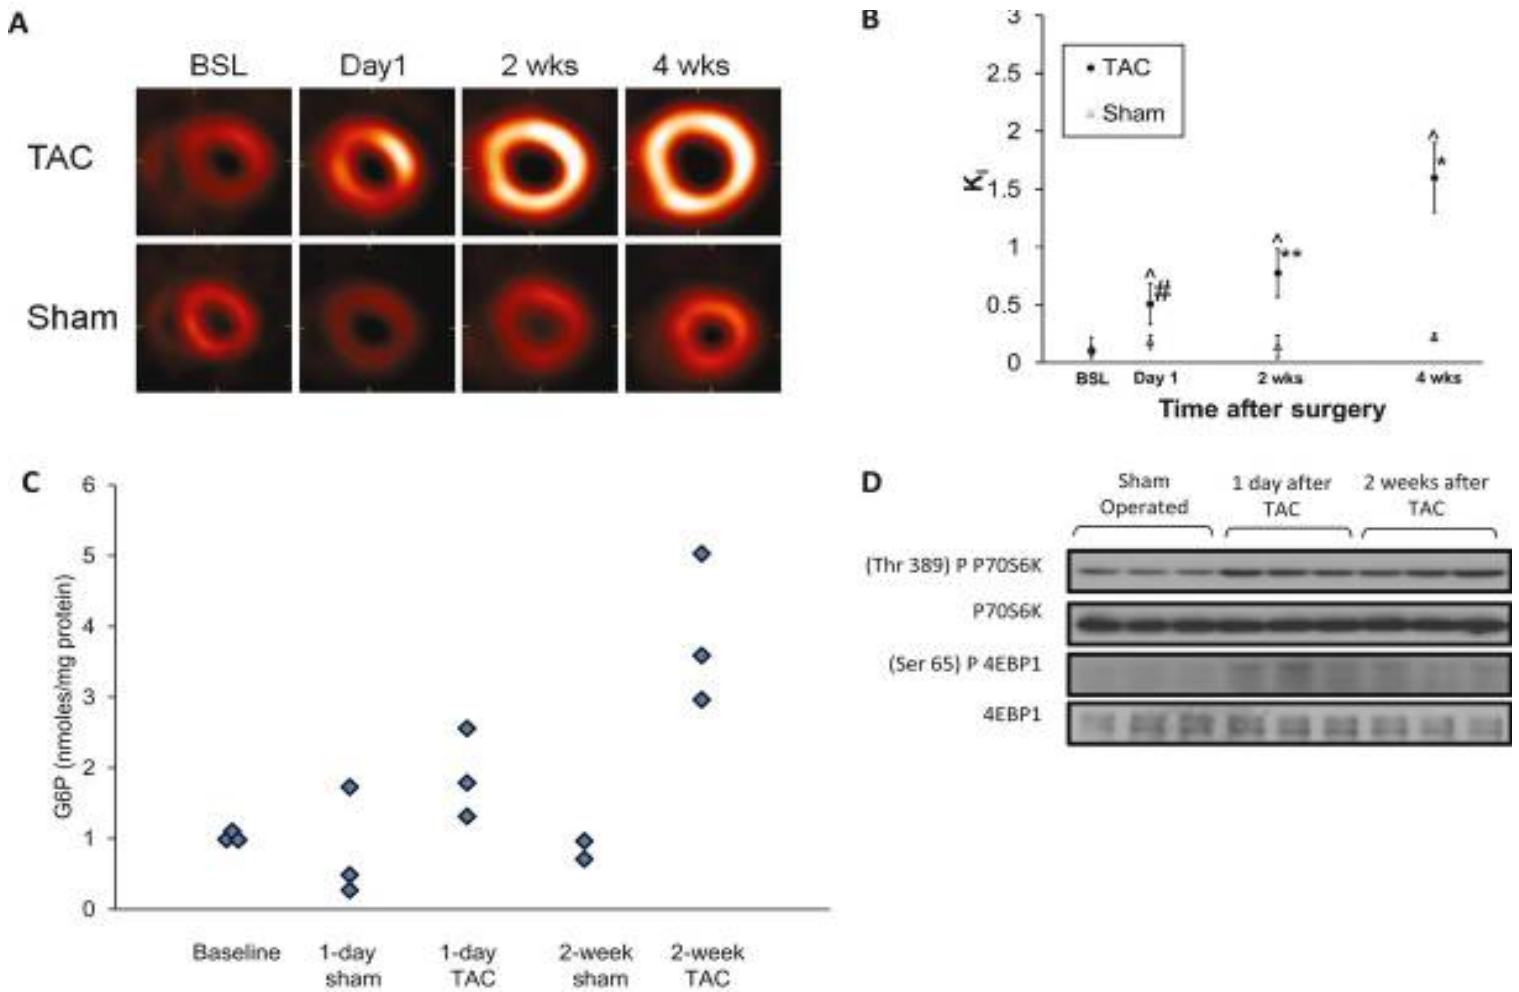 A
BSL Day1 2 wks 4 wks
TAC
Sham
B
3
2.5
2
1.5
1
0.5
0
Ki
TAC
Sham
^
#
^
**
^
*
BSL Day 1 2 wks 4 wks
Time after surgery
C
6
5
4
3
2
1
0
G6P (nmoles/mg protein)
Baseline 1-day 1-day 2-week 2-week
sham TAC sham TAC
D
Sham 1 day after 2 weeks after
Operated TAC TAC
(Thr 389) P P70S6K
P70S6K
(Ser 65) P 4EBP1
4EBP1